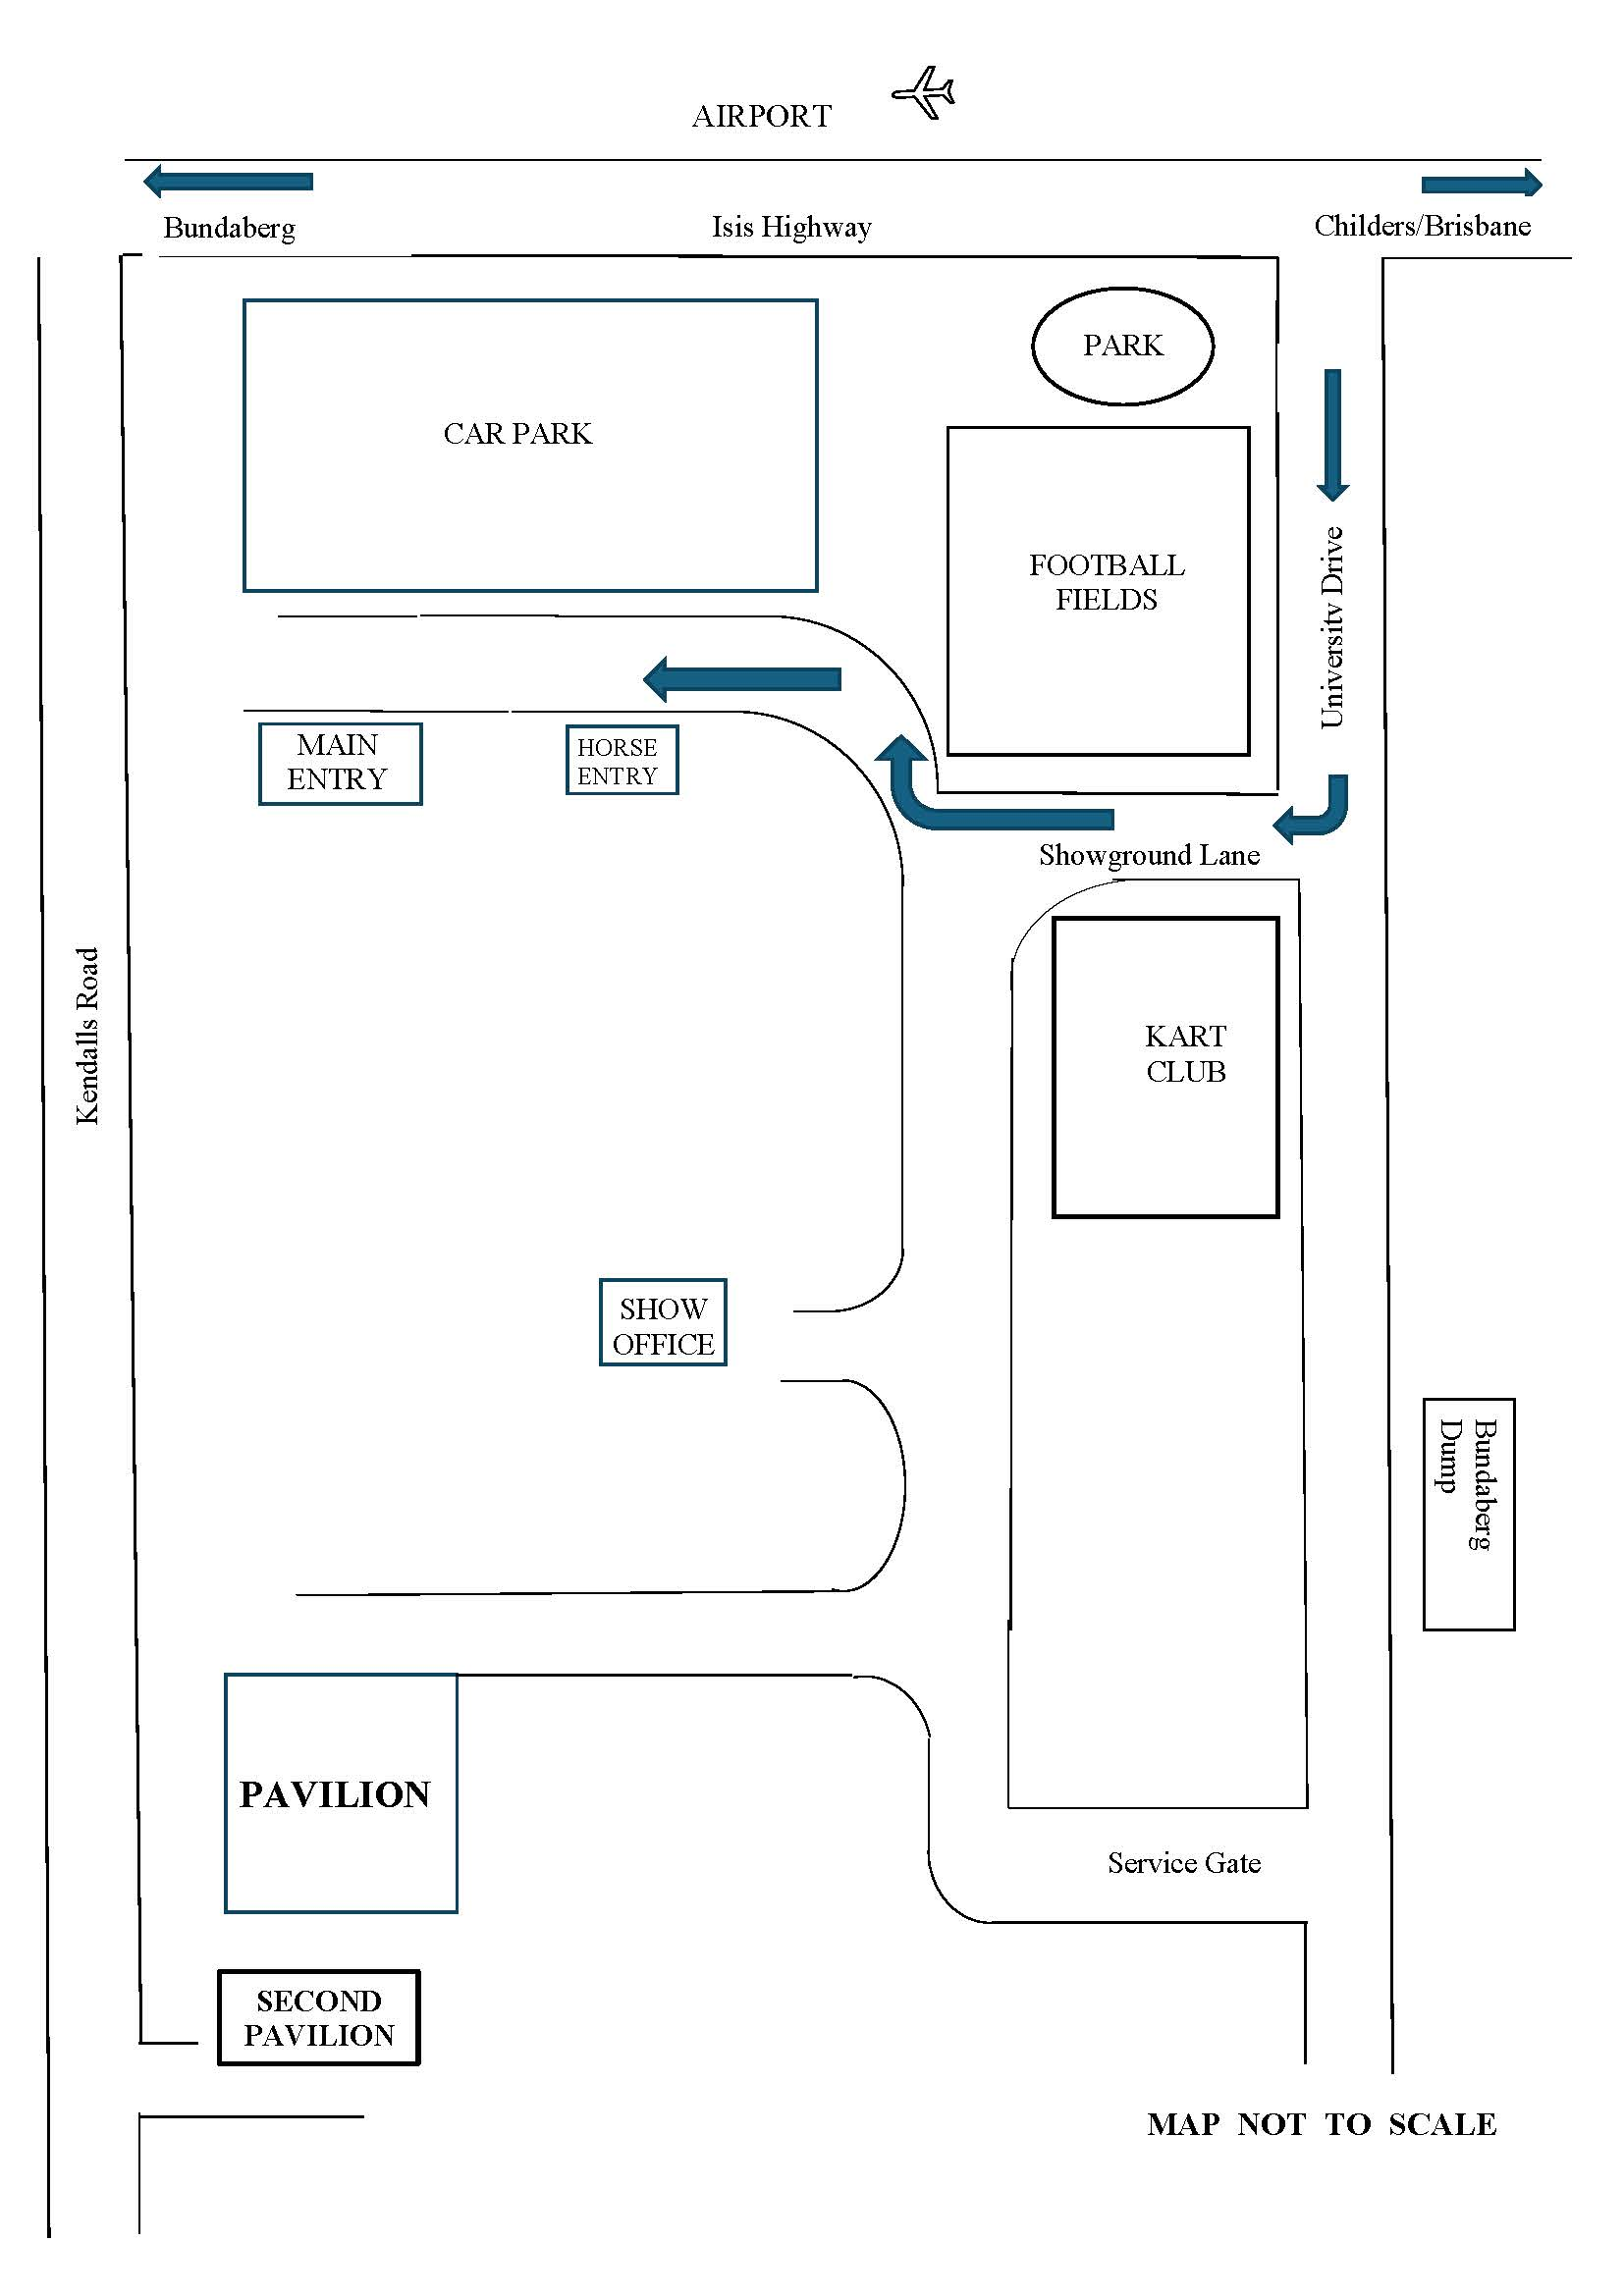 AIRPORT
Bundaberg
Isis Highway
Childers/Brisbane
PARK
CAR PARK
FOOTBALL
FIELDS
University Drive
MAIN
ENTRY
HORSE
ENTRY
Showground Lane
Kendalls Road
KART
CLUB
SHOW
OFFICE
Bundaberg
Dump
PAVILION
Service Gate
SECOND
PAVILION
MAP NOT TO SCALE